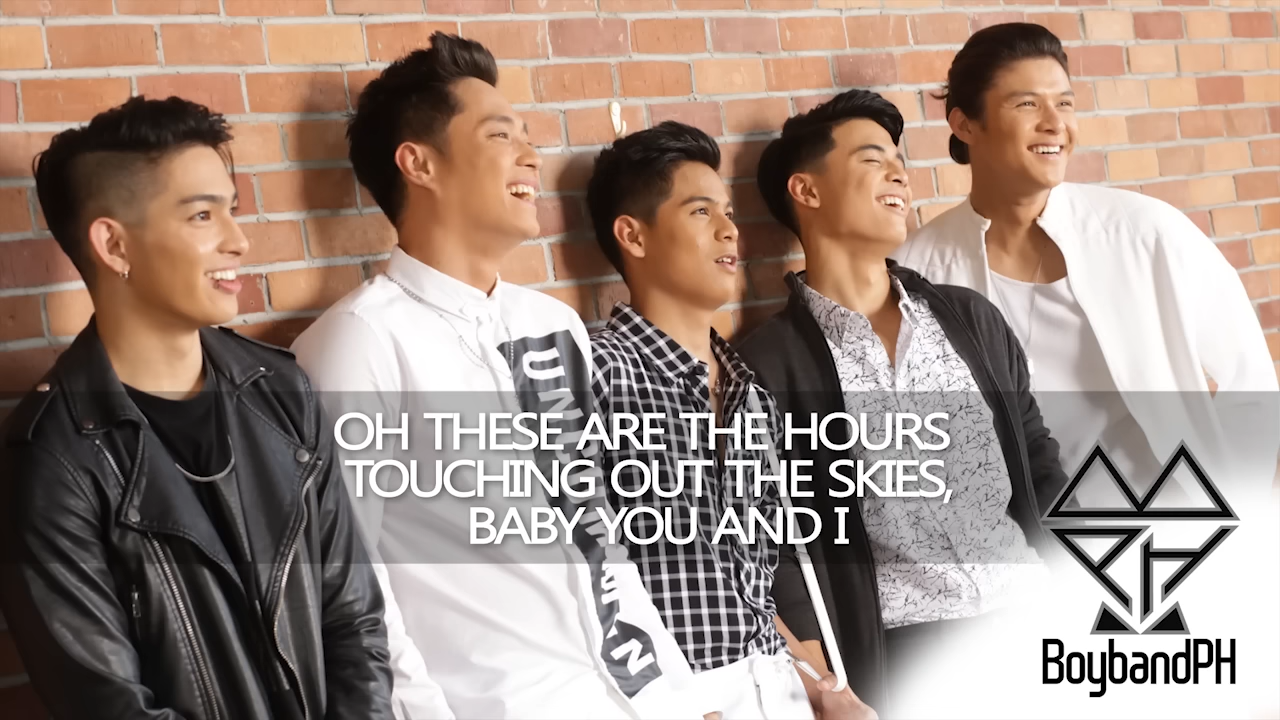 OH THESE ARE THE HOURS
TOUCHING OUT THE SKIES,
BABY YOU AND I
BoybandPH